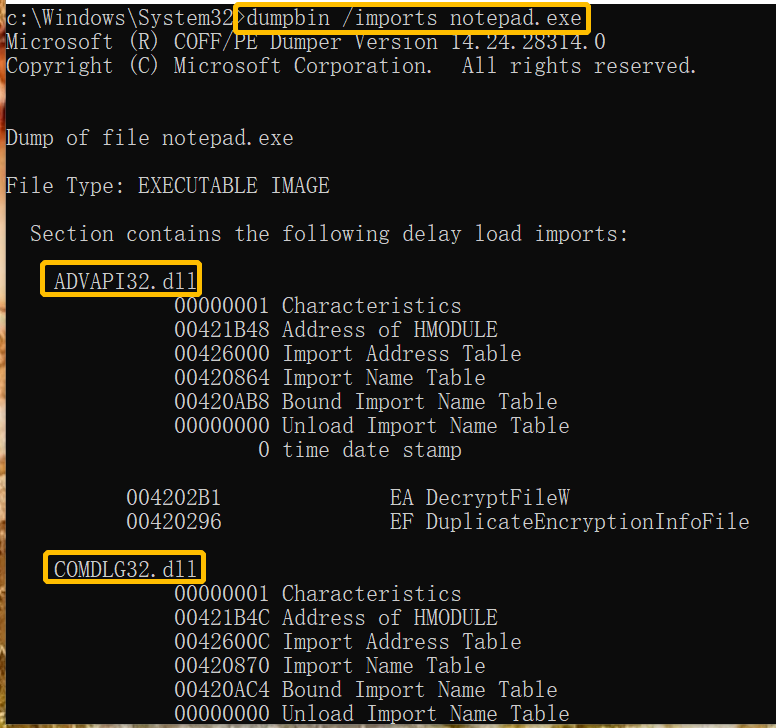 c:\Windows\System32>dumpbin /imports notepad.exe
Microsoft (R) COFF/PE Dumper Version 14.24.28314.0
Copyright (C) Microsoft Corporation.  All rights reserved.
Dump of file notepad.exe
File Type: EXECUTABLE IMAGE
Section contains the following delay load imports:
ADVAPI32.dll
00000001 Characteristics
00421B48 Address of HMODULE
00426000 Import Address Table
00420864 Import Name Table
00420AB8 Bound Import Name Table
00000000 Unload Import Name Table
0 time date stamp
004202B1 EA DecryptFileW
00420296 EF DuplicateEncryptionInfoFile
COMDLG32.dll
00000001 Characteristics
00421B4C Address of HMODULE
0042600C Import Address Table
00420870 Import Name Table
00420AC4 Bound Import Name Table
00000000 Unload Import Name Table